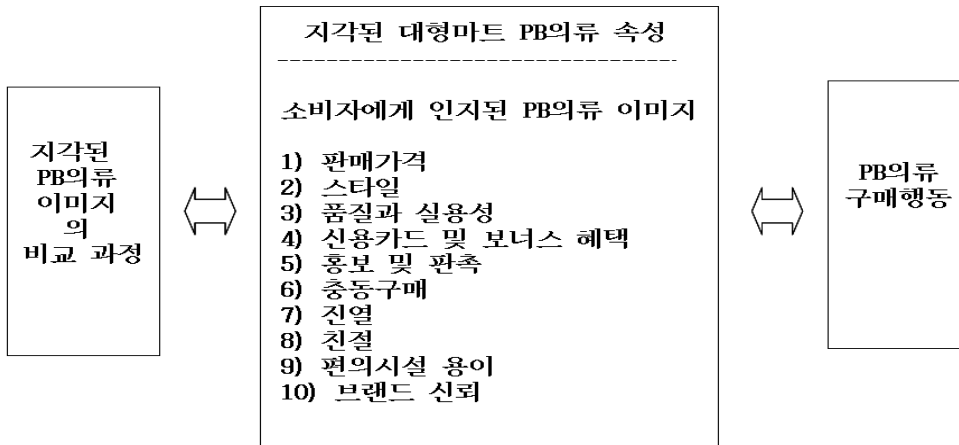 지각된
PB의류
이미지
의
비교 과정
지각된 대형마트 PB의류 속성
소비자에게 인지된 PB의류 이미지
1) 판매가격
2) 스타일
3) 품질과 실용성
4) 신용카드 및 보너스 혜택
5) 홍보 및 판촉
6) 충동구매
7) 진열
8) 친절
9) 편의시설 용이
10) 브랜드 신뢰
PB의류
구매행동